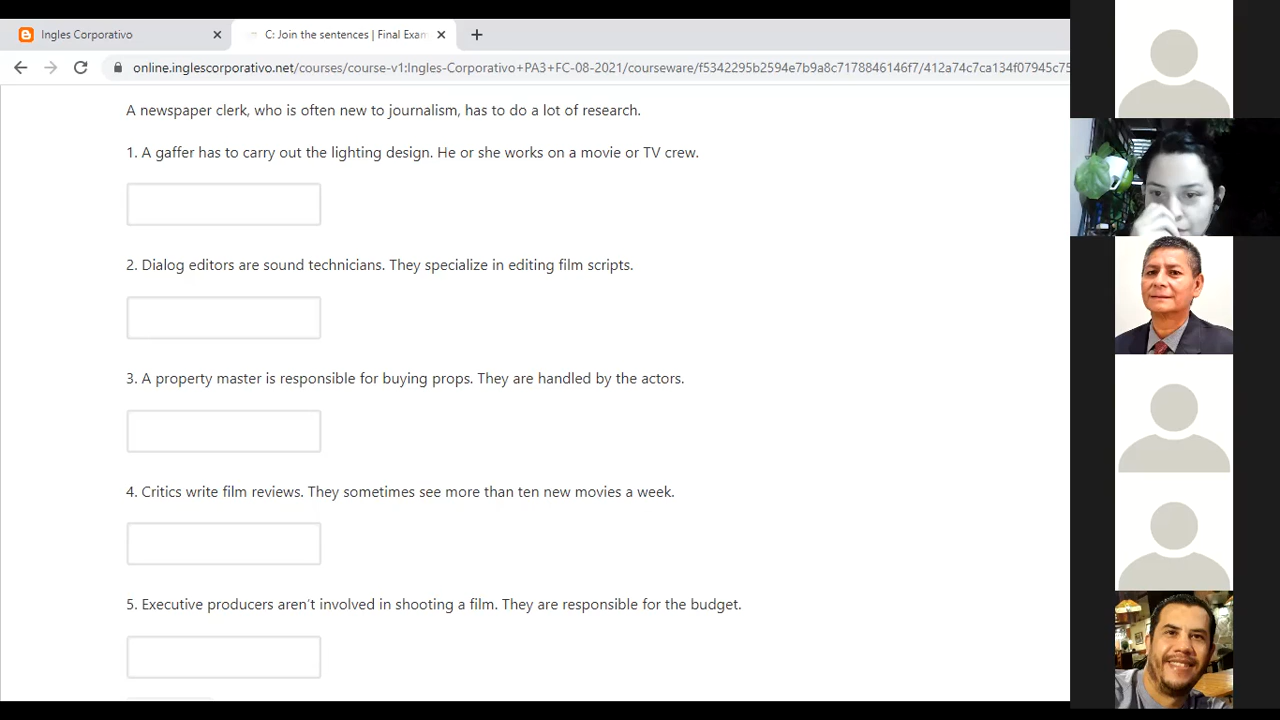 Ingles Corporativo
C: Join the sentences | Final Exam
online.inglescorporativo.net/courses/course-v1:Ingles-Corporativo+PA3+FC-08-2021/courseware/f5342295b2594e7b9a8c7178846146f7/412a74c7ca134f07945c75
A newspaper clerk, who is often new to journalism, has to do a lot of research.
1. A gaffer has to carry out the lighting design. He or she works on a movie or TV crew.
2. Dialog editors are sound technicians. They specialize in editing film scripts.
3. A property master is responsible for buying props. They are handled by the actors.
4. Critics write film reviews. They sometimes see more than ten new movies a week.
5. Executive producers aren’t involved in shooting a film. They are responsible for the budget.